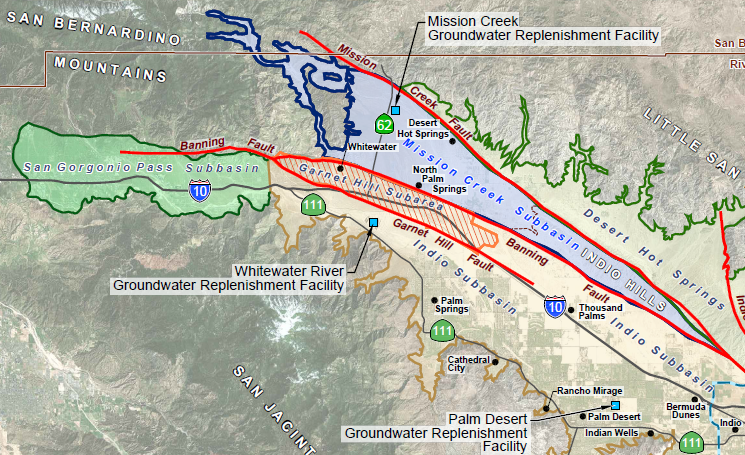 SAN BERNARDINO
MOUNTAINS
Mission Creek
Groundwater Replenishment Facility
San B
Riv
Mission Creek Fault
62
Desert
Hot Springs
LITTLE SAN
Banning Fault
Whitewater
San Gorgonio Pass Subbasin
10
Garnet Hill Subarea
North
Palm
Springs
Mission Creek Subbasin
Desert Hot Springs
111
Garnet Hill Fault
Banning Fault
INDIO HILLS
Whitewater River
Groundwater Replenishment Facility
Indio Subbasin
Indio Subbasin
Indi
Palm
Springs
10
Thousand
Palms
111
Cathedral
City
SAN JACINT
Rancho Mirage
Palm Desert
Groundwater Replenishment
Facility
Palm Desert
Indian Wells
Bermuda
Dunes
Indio
111